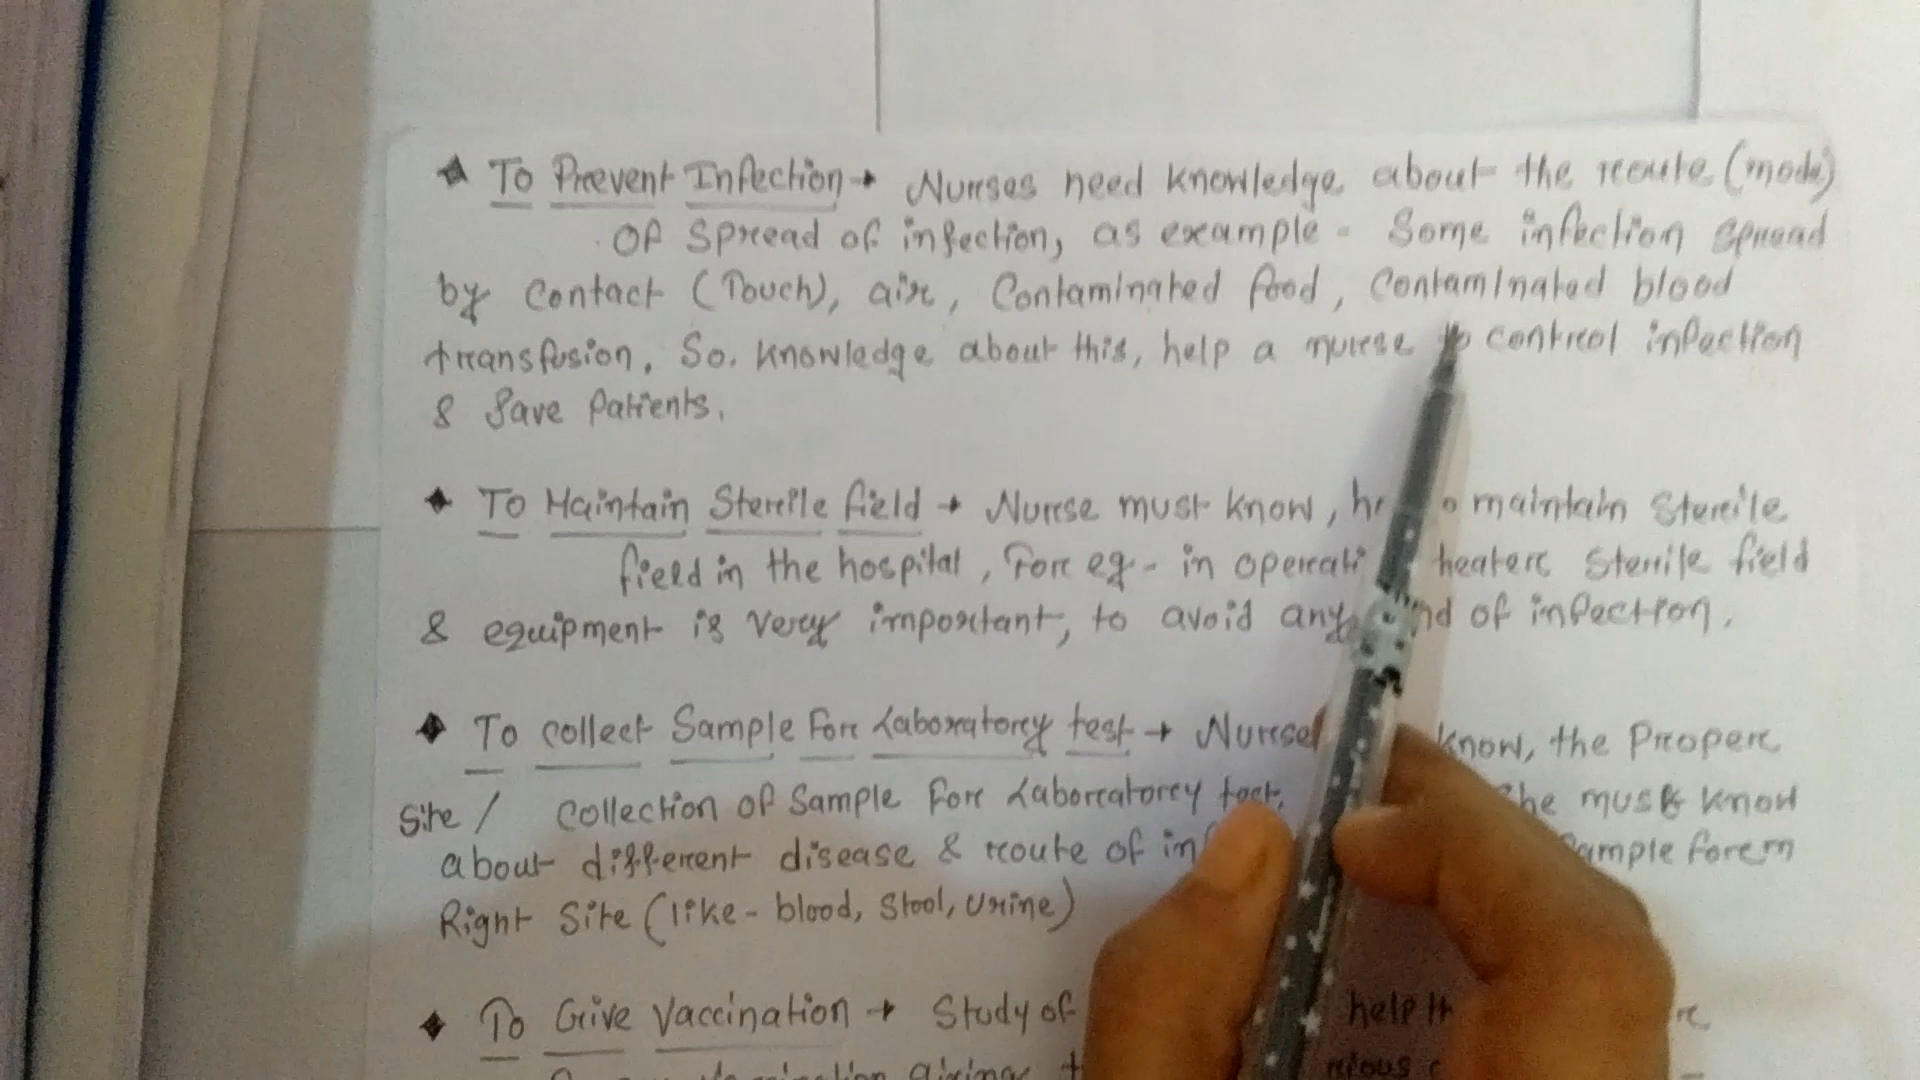 To Prevent Infection → Nurses need knowledge about the route (mode)
of spread of infection, as example - Some infection spread
by contact (Touch), air, Contaminated food, Contaminated blood
transfusion. So, knowledge about this, help a nurse to control infection
& Save Patients.
To Maintain Sterile field → Nurse must know, to maintain Sterile
field in the hospital, For eg - in Sterile field
& equipment is very important, to avoid any of infection.
To collect Sample For Laboratory test → Nurse know, the Proper
Site / Collection of Sample For Laboratory test, She must know
about different disease & route of Sample form
Right Site (like - blood, Stool, Urine)
To Give Vaccination → Study of help